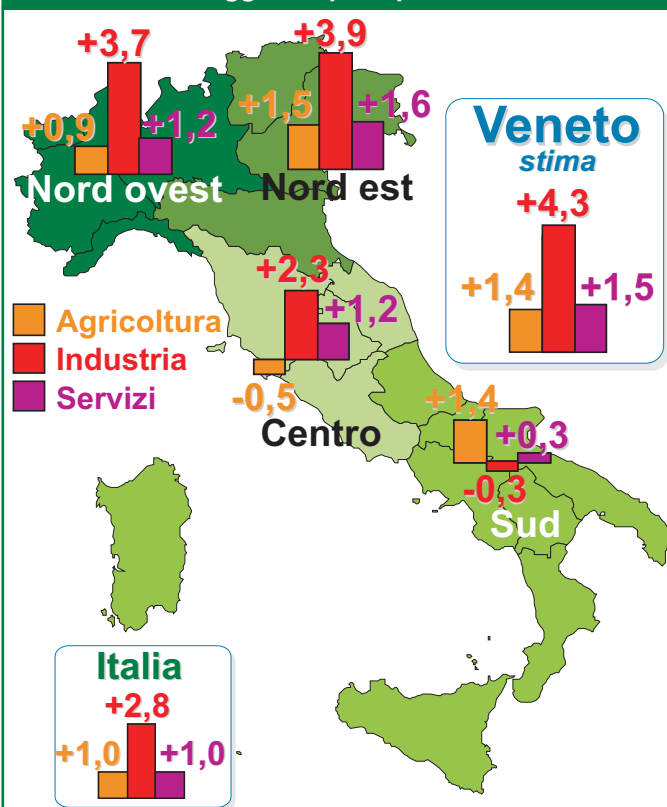 +3,7
+0,9
+1,2
Nord ovest
+3,9
+1,5
+1,6
Nord est
Veneto
stima
+4,3
+1,4
+1,5
+2,3
+1,2
-0,5
Centro
Agricoltura
Industria
Servizi
+1,4
+0,3
-0,3
Sud
Italia
+2,8
+1,0
+1,0